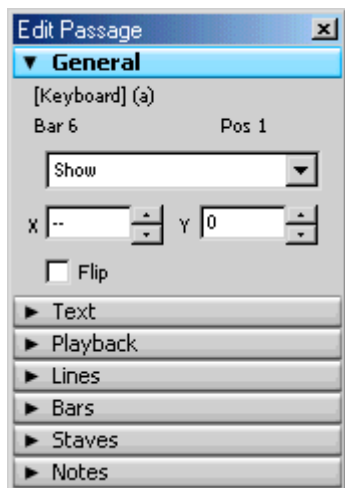 Edit Passage
General
[Keyboard] (a)
Bar 6 Pos 1
Show
X -- Y 0
Flip
Text
Playback
Lines
Bars
Staves
Notes